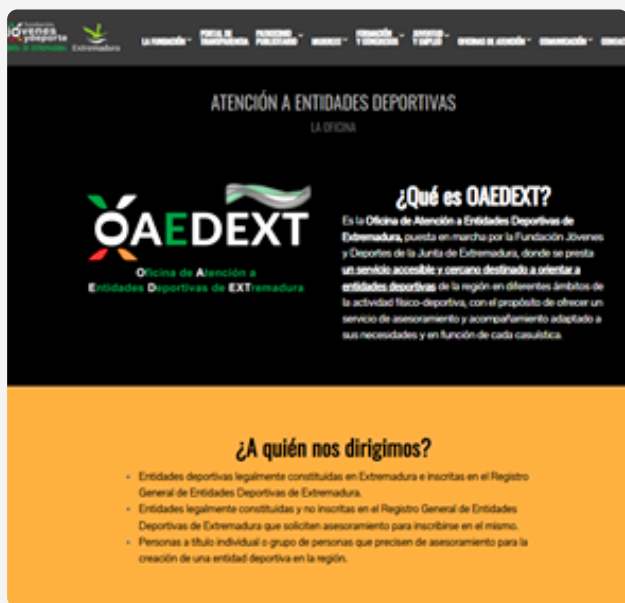 Fundación
jóvenes
ydeporte
Extremadura
LA FUNDACIÓN
PORTAL DE
TRANSPARENCIA
PATROCINIO
PUBLICITARIO
MUJERES
FORMACIÓN
Y CONGRESOS
JUVENTUD
Y EMPLEO
OFICINAS DE ATENCIÓN
COMUNICACIÓN
ATENCIÓN A ENTIDADES DEPORTIVAS
LA OFICINA
OAEDEXT
Oficina de Atención a
Entidades Deportivas de EXTremadura
¿Qué es OAEDEXT?
Es la Oficina de Atención a Entidades Deportivas de
Extremadura, puesta en marcha por la Fundación Jóvenes
y Deportes de la Junta de Extremadura, donde se presta
un servicio accesible y cercano destinado a orientar a
entidades deportivas de la región en diferentes ámbitos de
la actividad físico-deportiva, con el propósito de ofrecer un
servicio de asesoramiento y acompañamiento adaptado a
sus necesidades y en función de cada casuística.
¿A quién nos dirigimos?
Entidades deportivas legalmente constituidas en Extremadura e inscritas en el Registro
General de Entidades Deportivas de Extremadura.
Entidades legalmente constituidas y no inscritas en el Registro General de Entidades
Deportivas de Extremadura que soliciten asesoramiento para inscribirse en el mismo.
Personas a título individual o grupo de personas que precisen de asesoramiento para la
creación de una entidad deportiva en la región.